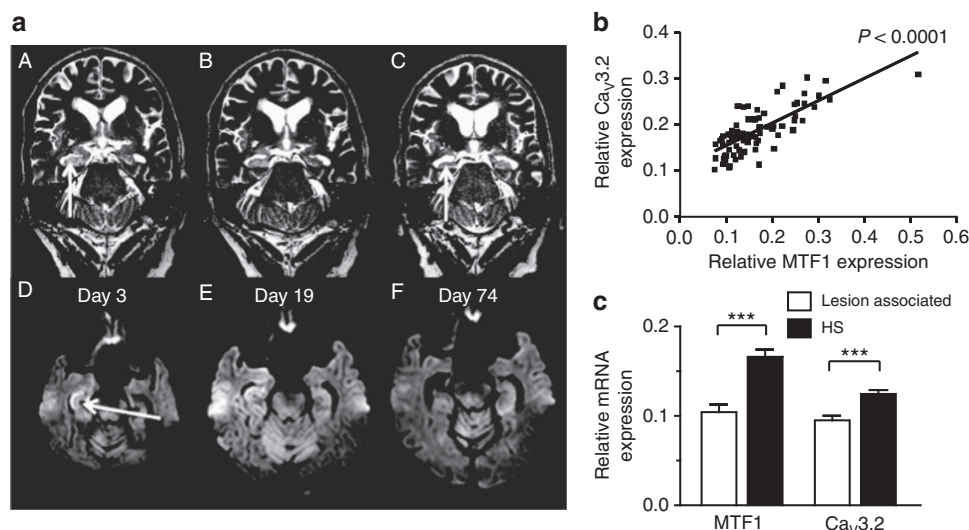 a
A
B
C
D
Day 3
E
Day 19
F
Day 74
b
P < 0.0001
Relative CaV3.2
expression
0.4
0.3
0.2
0.1
0.0
0.0 0.1 0.2 0.3 0.4 0.5 0.6
Relative MTF1 expression
c
Lesion associated
HS
Relative mRNA
expression
0.2
0.1
0.0
***
***
MTF1
CaV3.2